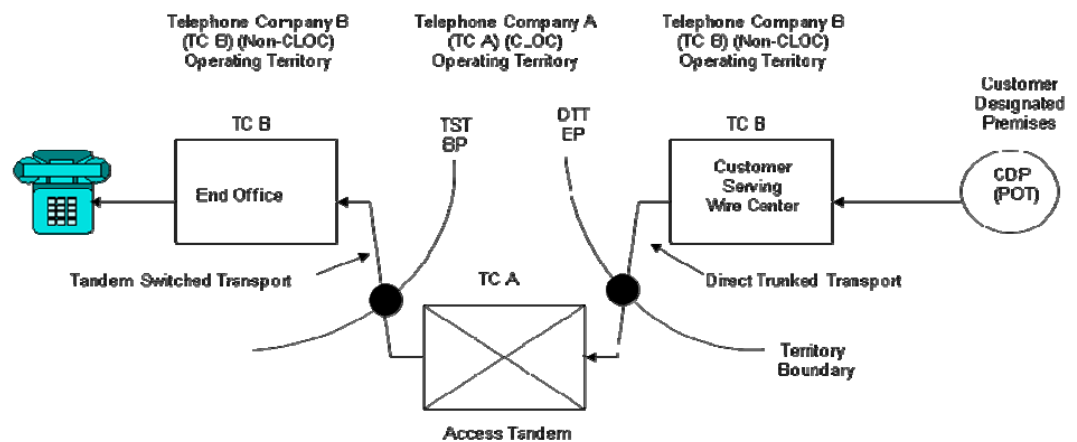 Telephone Company B
(TC B) (Non-CLOC)
Operating Territory
Telephone Company A
(TC A) (C_OC)
Operating Territory
Telephone Company B
(TC B) (Non-CLOC)
Operating Territory
Customer
Designated
Premises
TC B
TST
BP
DTT
EP
TC B
End Office
Customer
Serving
Wire Center
CDP
(POT)
Tandem Switched Transport
TC A
Direct Trunked Transport
Territory
Boundary
Access Tandem